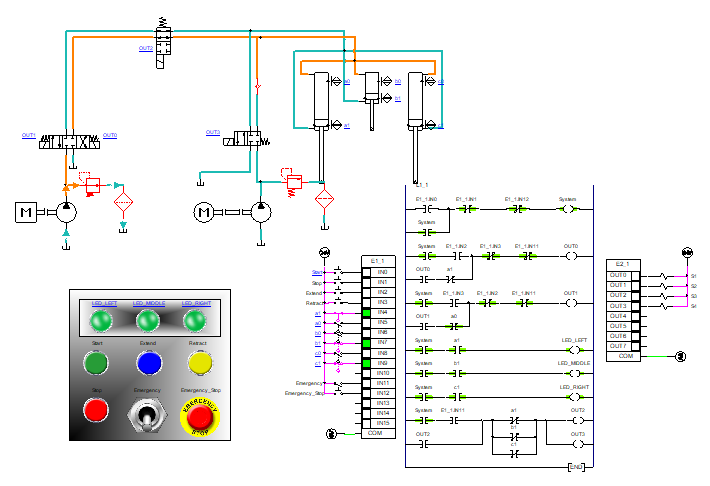 OUT2
a0
b0
c0
b1
a1
c1
OUT1
OUT0
OUT3
M
M
E1_1
E1_1.IN0
E1_1.IN1
E1_1.IN12
System
System
System
E1_1.IN2
E1_1.IN3
E1_1.IN11
OUT0
OUT0
a1
System
E1_1.IN3
E1_1.IN2
E1_1.IN11
OUT1
OUT1
a0
System
a1
LED_LEFT
System
b1
LED_MIDDLE
System
c1
LED_RIGHT
System
E1_1.IN11
a1
OUT2
OUT2
b1
OUT3
c1
END
E1_1
Start
IN0
Stop
IN1
Extend
IN2
Retract
IN3
a1
IN4
a0
IN5
b0
IN6
b1
IN7
c0
IN8
c1
IN9
IN10
Emergency
IN11
Emergency_Stop
IN12
IN13
IN14
IN15
COM
E2_1
OUT0
S1
OUT1
S2
OUT2
S3
OUT3
S4
OUT4
OUT5
OUT6
OUT7
COM
LED_LEFT
LED_MIDDLE
LED_RIGHT
Start
Extend
Retract
Stop
Emergency
Emergency_Stop
EMERGENCY
STOP